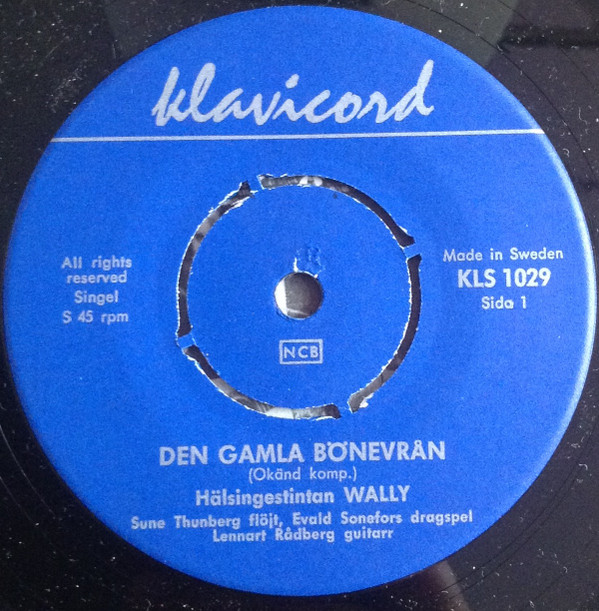 klavicord
All rights
reserved
Singel
S 45 rpm
Made in Sweden
KLS 1029
Sida 1
NCB
DEN GAMLA BÖNEVRÅN
(Okänd komp.)
Hälsingestintan WALLY
Sune Thunberg flöjt, Evald Sonefors dragspel
Lennart Rådberg guitarr